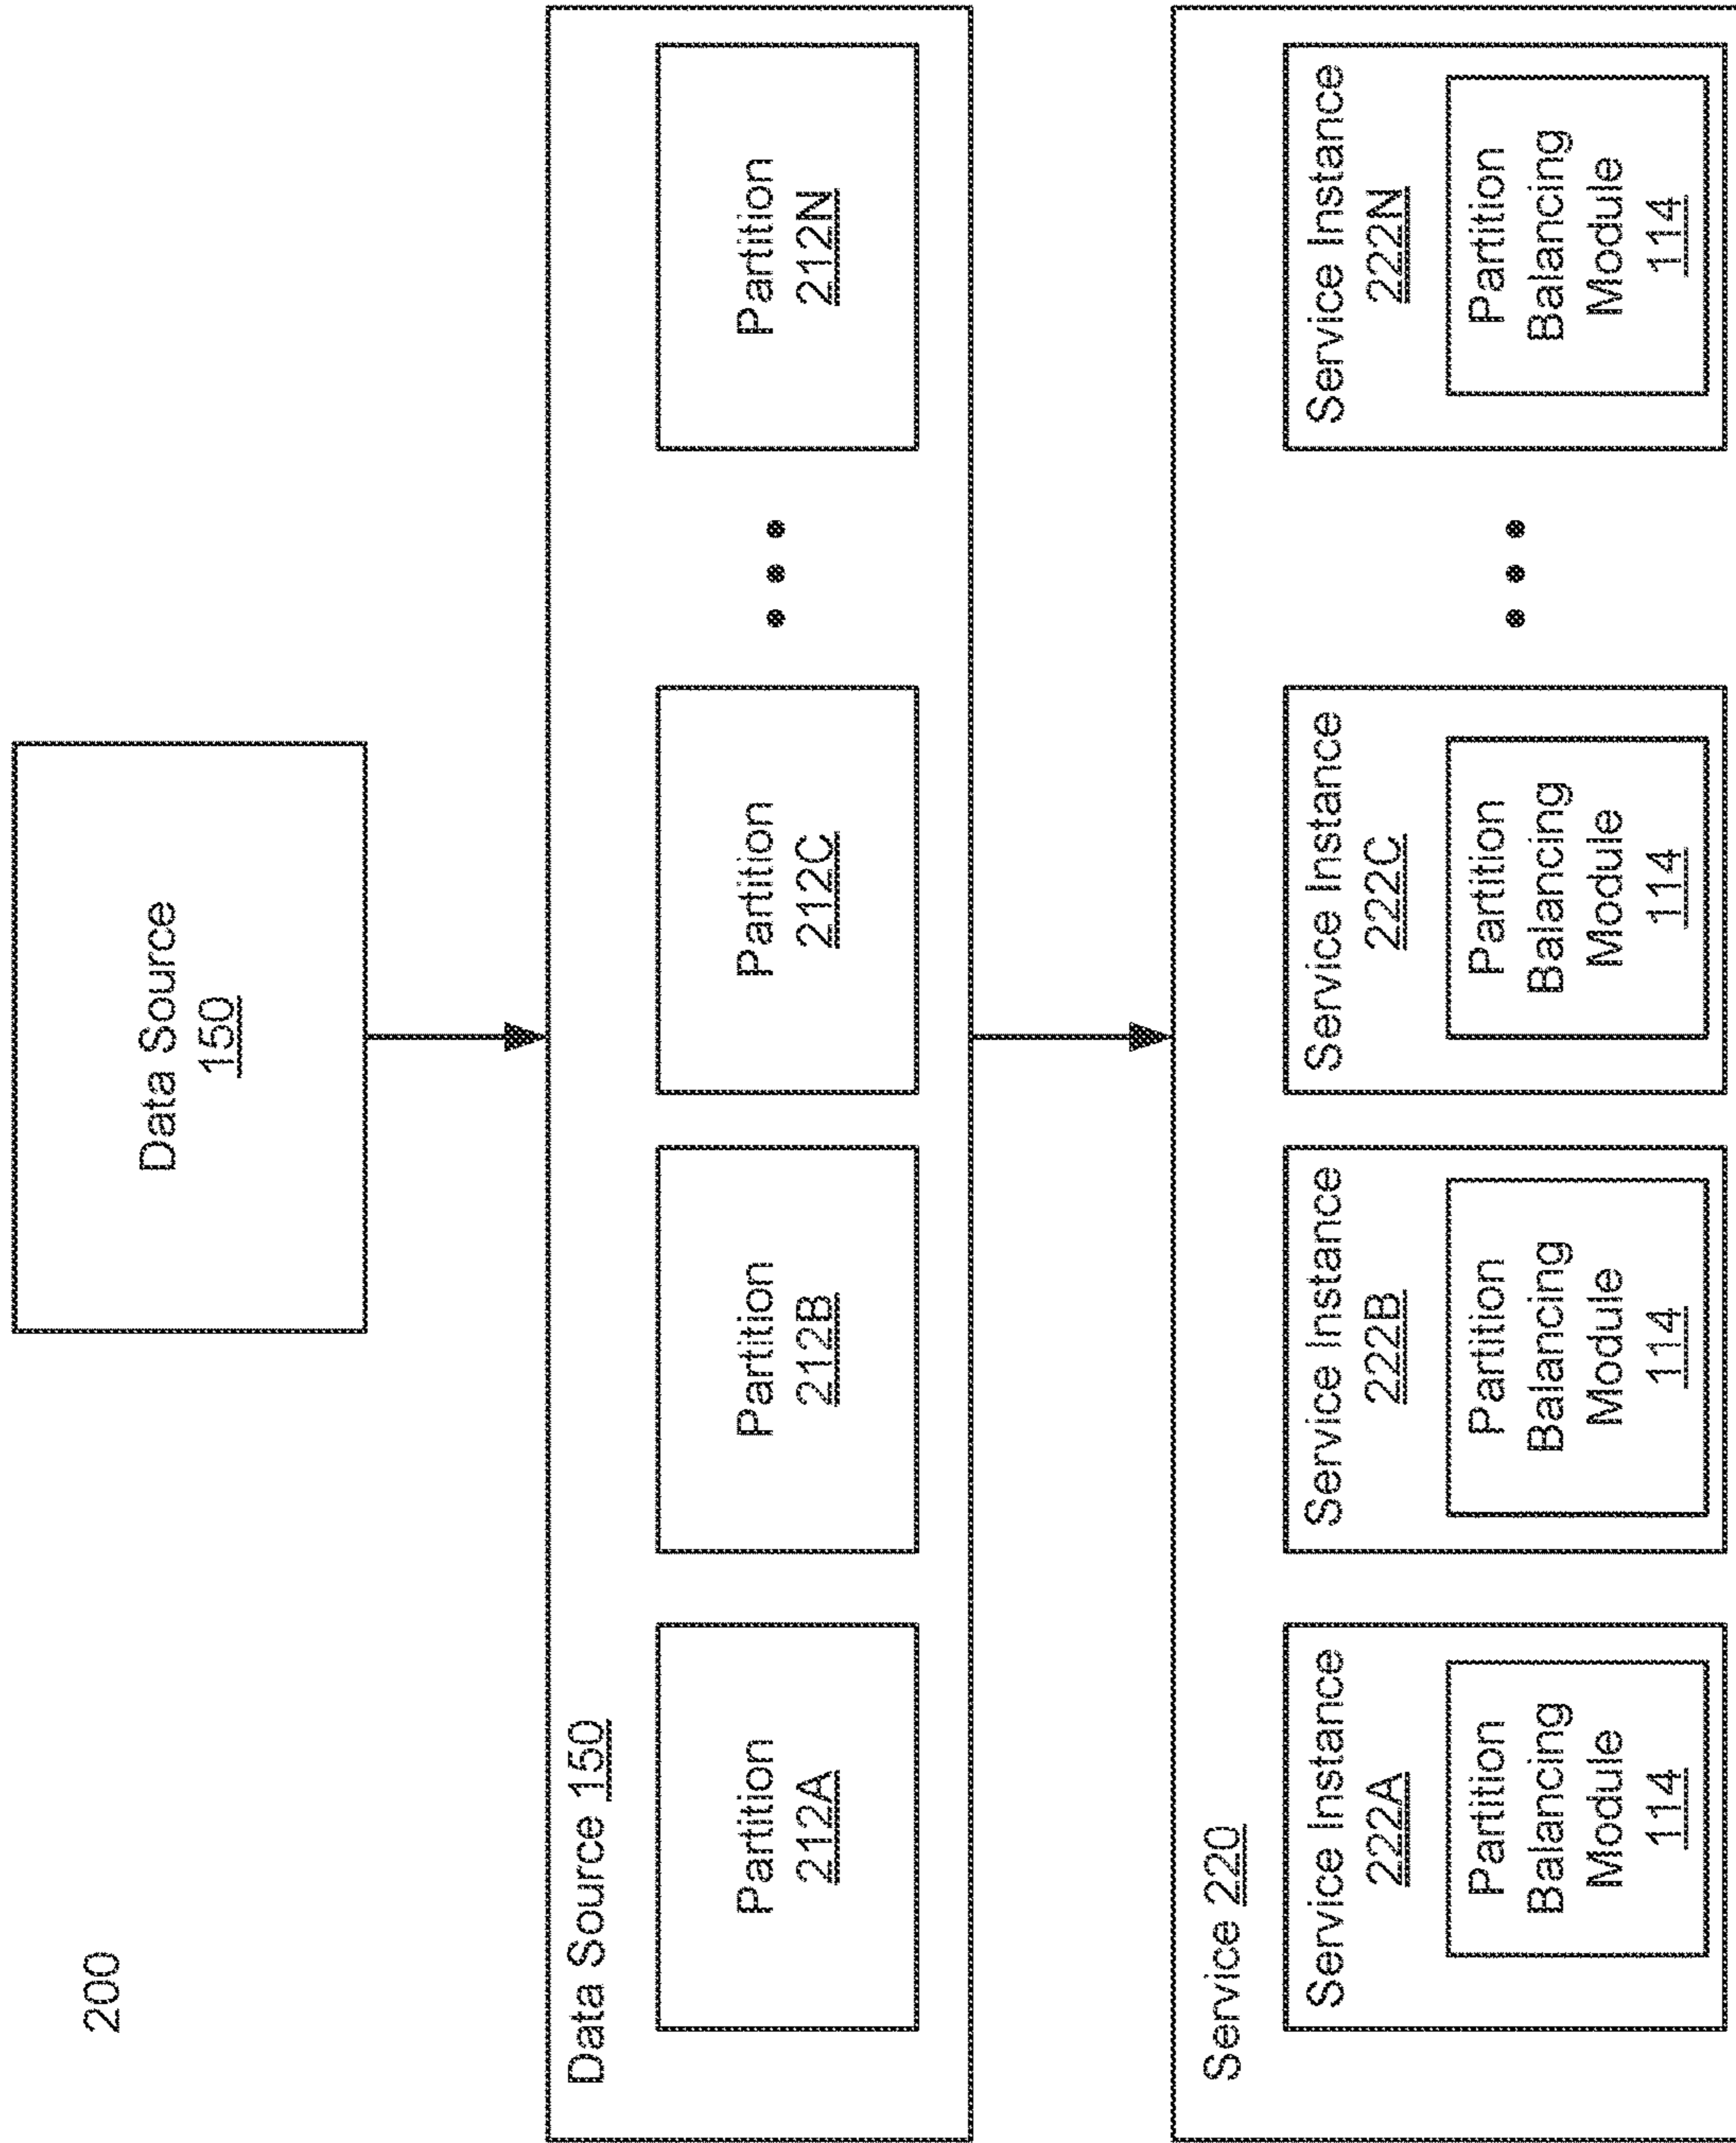 200
Data Source
150
Data Source 150
Partition
212A
Partition
212B
Partition
212C
Partition
212N
Service 220
Service Instance
222A
Partition
Balancing
Module
114
Service Instance
222B
Partition
Balancing
Module
114
Service Instance
222C
Partition
Balancing
Module
114
Service Instance
222N
Partition
Balancing
Module
114